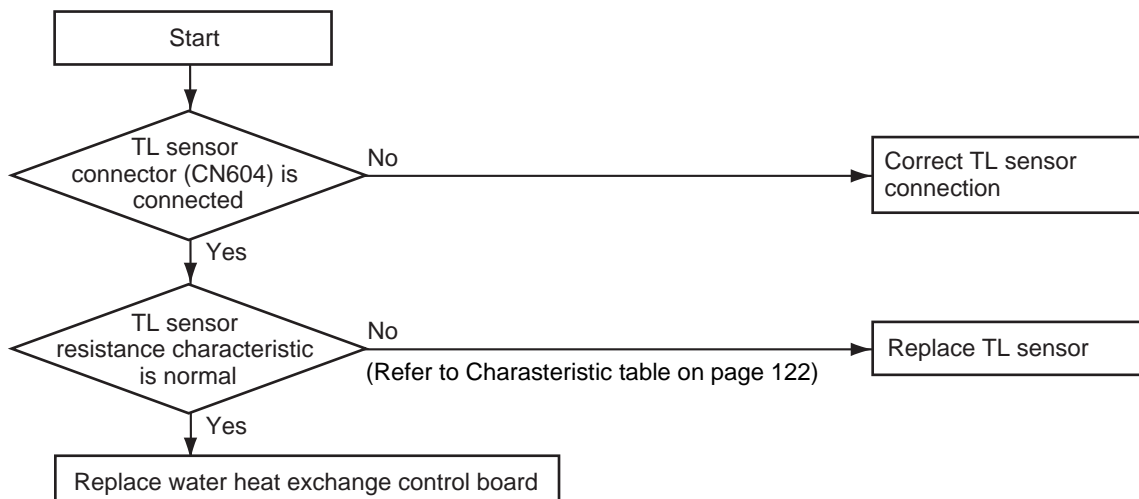 Start
TL sensor
connector (CN604) is
connected
No
Correct TL sensor
connection
Yes
TL sensor
resistance characteristic
is normal
No
(Refer to Charasteristic table on page 122)
Replace TL sensor
Yes
Replace water heat exchange control board